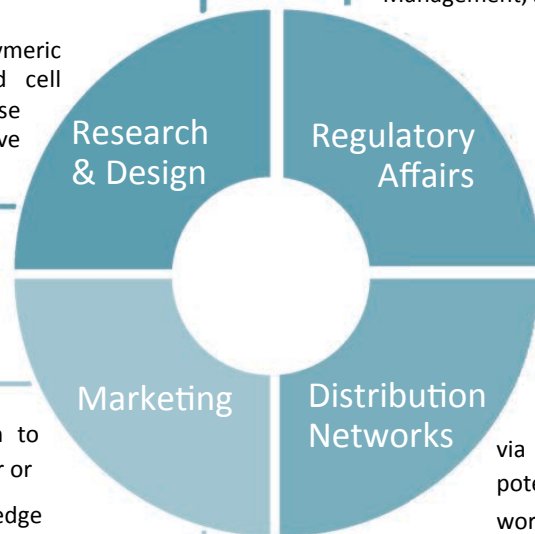 Management,
ymeric
d cell
se
ve
Research
& Design
Regulatory
Affairs
Marketing
Distribution
Networks
n to
r or
edge
via
pote
wor